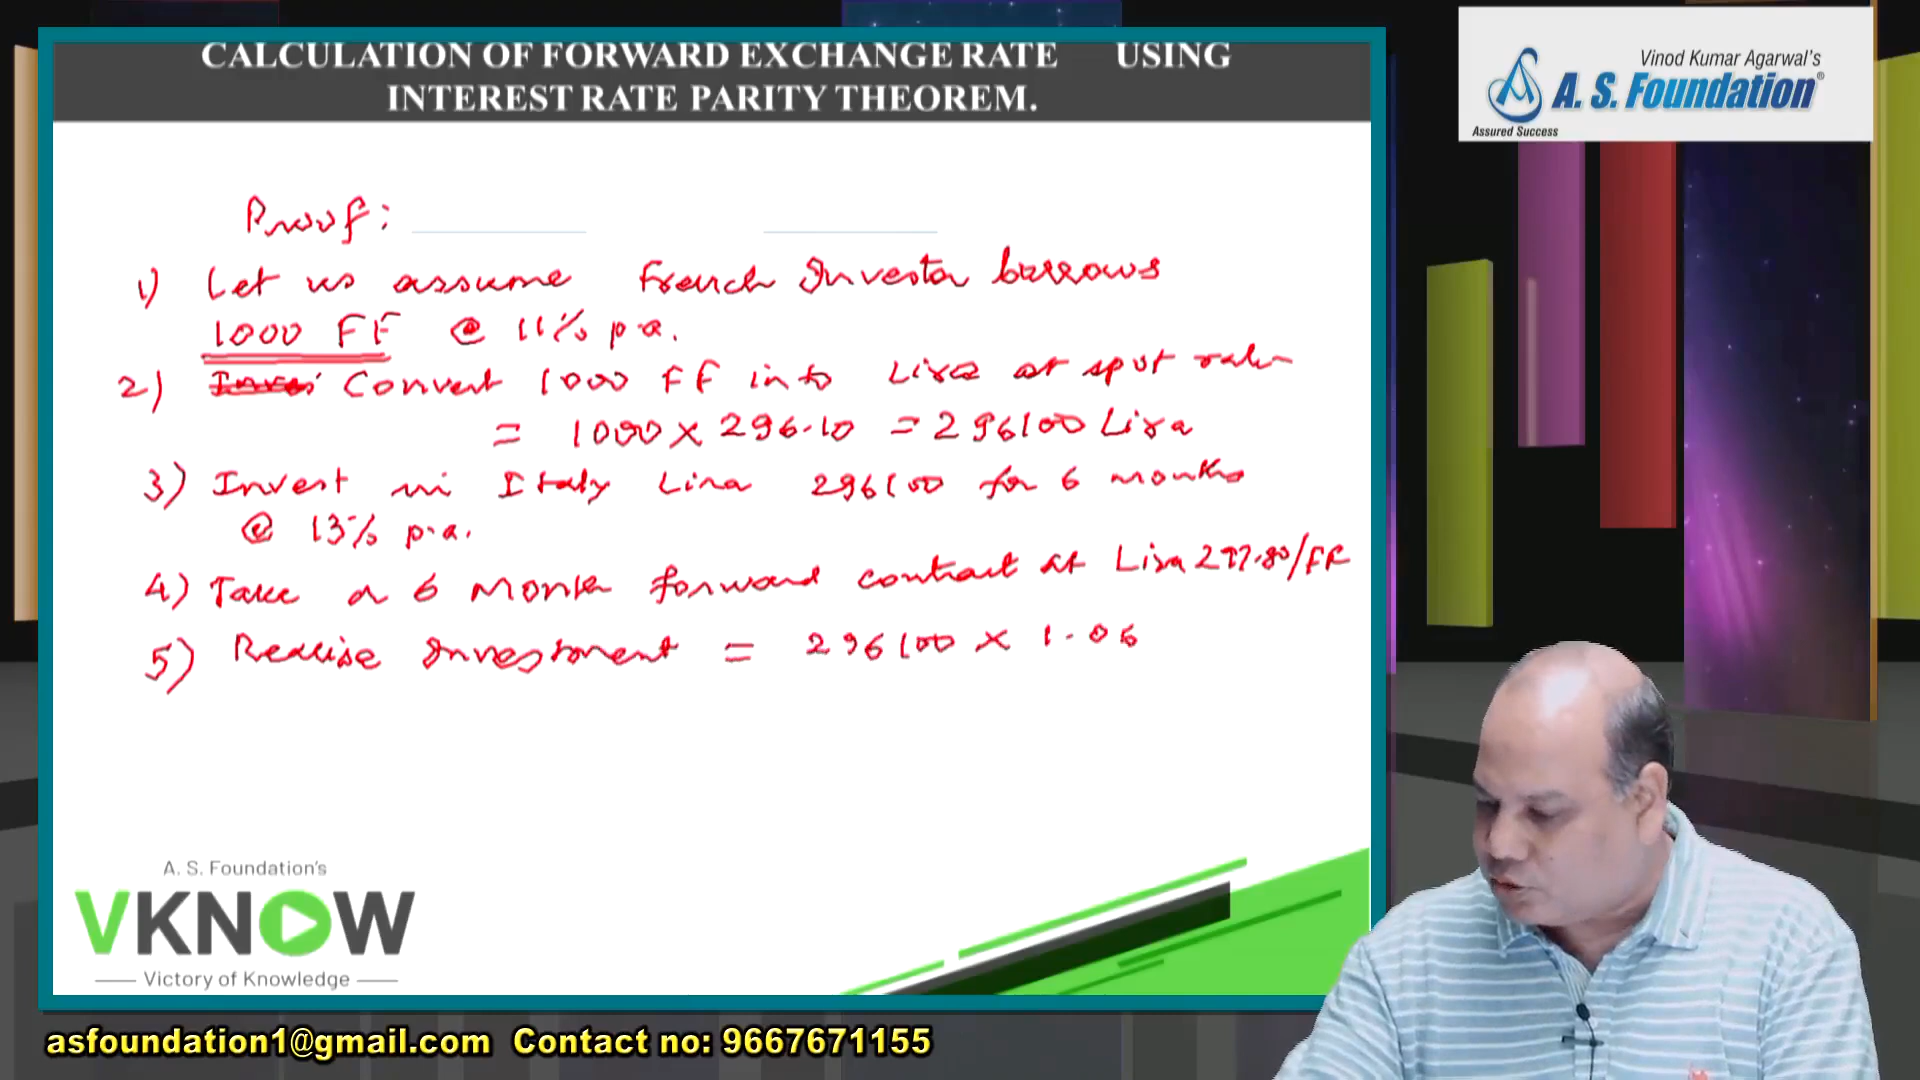 CALCULATION OF FORWARD EXCHANGE RATE USING
INTEREST RATE PARITY THEOREM.
Vinod Kumar Agarwal's
A. S. Foundation®
Assured Success
Proof:
1) Let us assume French Investor borrows
1000 FF @ 11% p.a.
2) Convert 1000 FF into Lira at spot rate
= 1000 × 296.10 = 296100 Lira
3) Invest in Italy Lira 296100 for 6 months
@ 13% p.a.
4) Take a 6 Month forward contract at Lira 297.80/FF
5) Realise Investment = 296100 × 1.06
A. S. Foundation's
VKNOW
Victory of Knowledge
asfoundation1@gmail.com Contact no: 9667671155